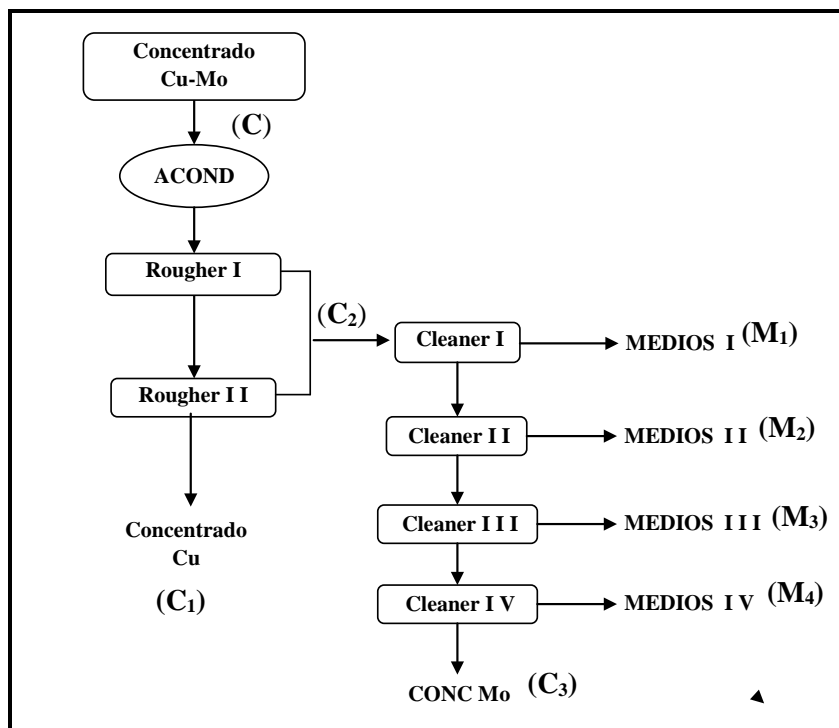 Concentrado
Cu-Mo
(C)
ACOND
Rougher I
(C₂)
Cleaner I
MEDIOS I (M₁)
Rougher I I
Cleaner I I
MEDIOS I I (M₂)
Concentrado
Cu
(C₁)
Cleaner I I I
MEDIOS I I I (M₃)
Cleaner I V
MEDIOS I V (M₄)
CONC Mo (C₃)